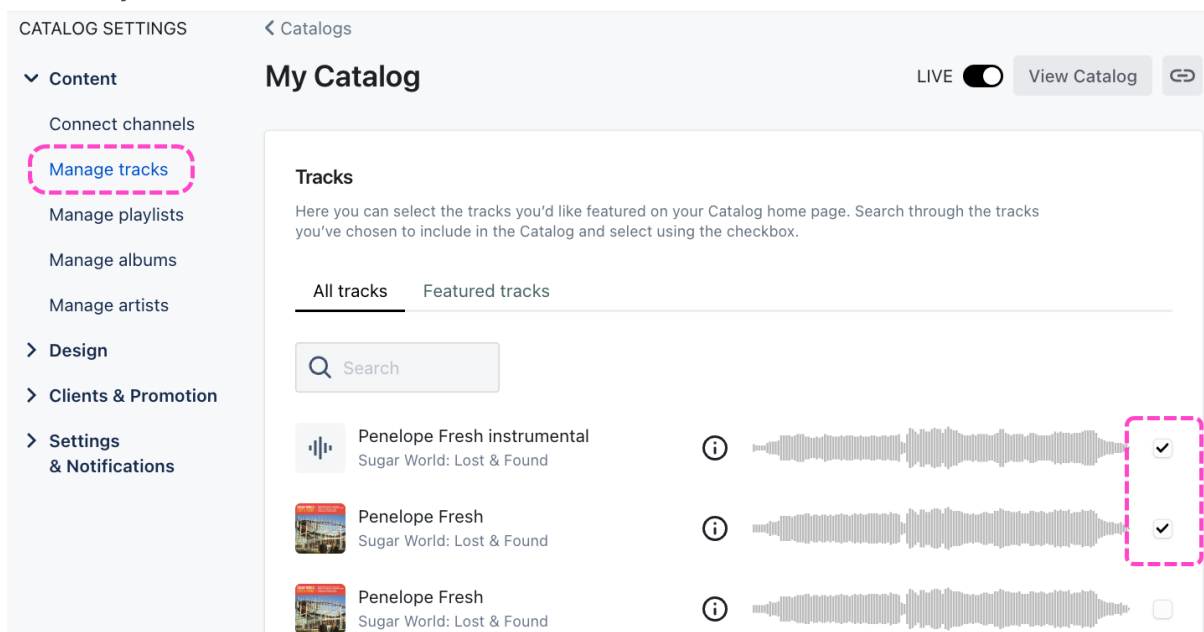 CATALOG SETTINGS
Content
Connect channels
Manage tracks
Manage playlists
Manage albums
Manage artists
Design
Clients & Promotion
Settings
& Notifications
Catalogs
My Catalog
LIVE
View Catalog
Tracks
Here you can select the tracks you’d like featured on your Catalog home page. Search through the tracks
you’ve chosen to include in the Catalog and select using the checkbox.
All tracks
Featured tracks
Search
Penelope Fresh instrumental
Sugar World: Lost & Found
Penelope Fresh
Sugar World: Lost & Found
Penelope Fresh
Sugar World: Lost & Found